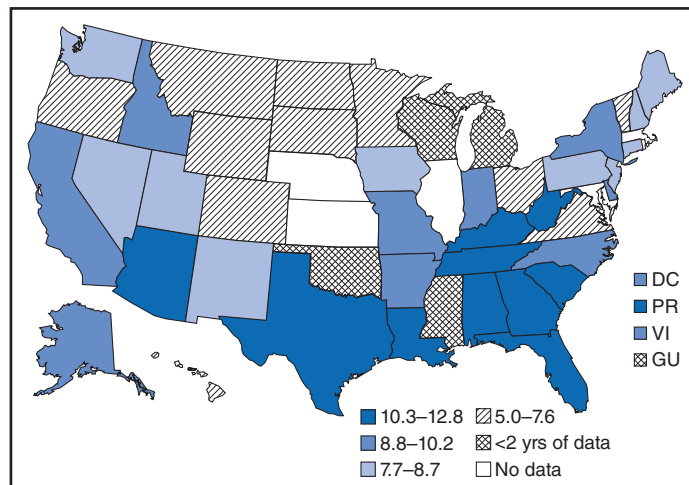 DC
PR
VI
GU
10.3–12.8
5.0–7.6
8.8–10.2
<2 yrs of data
7.7–8.7
No data